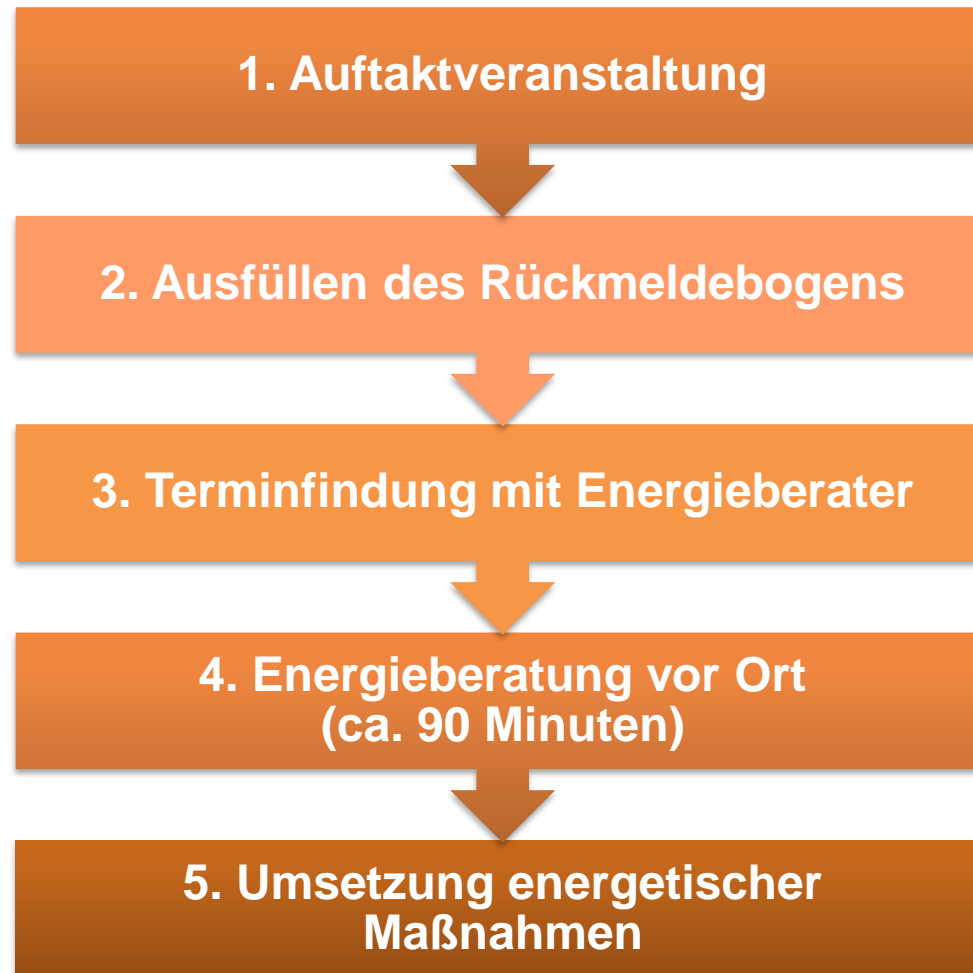 1. Auftaktveranstaltung
2. Ausfüllen des Rückmeldebogens
3. Terminfindung mit Energieberater
4. Energieberatung vor Ort
(ca. 90 Minuten)
5. Umsetzung energetischer
Maßnahmen